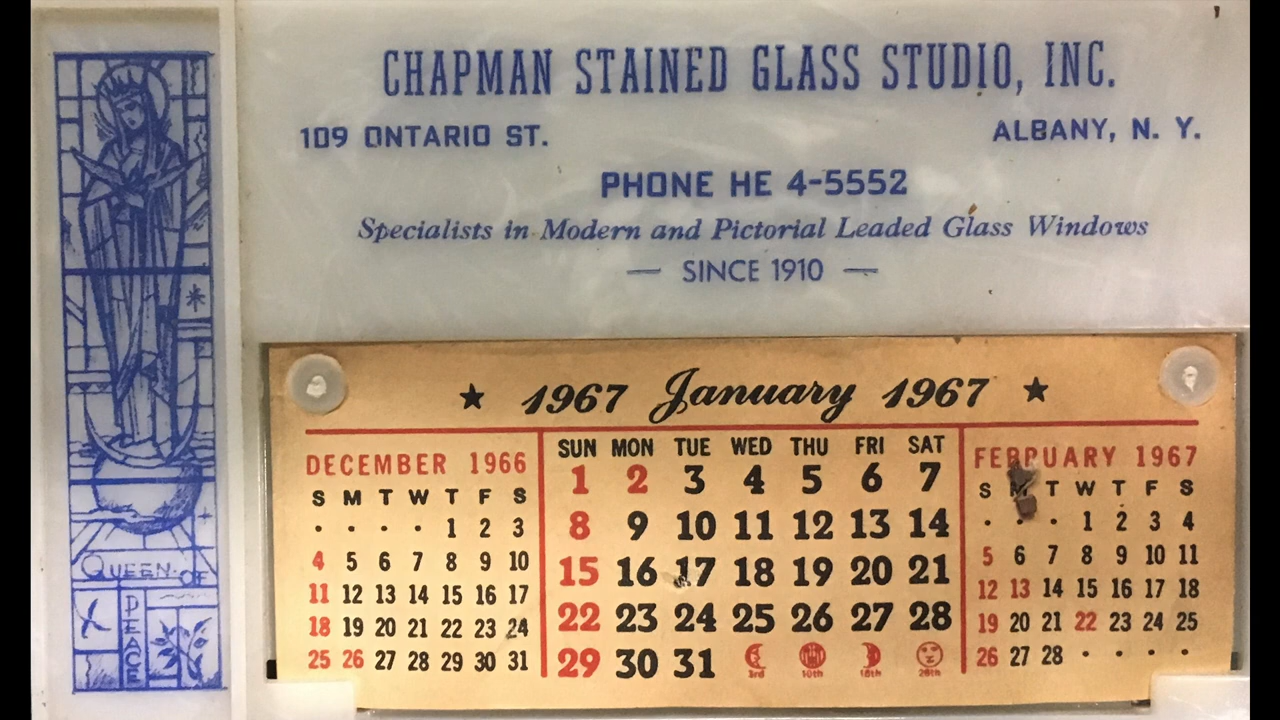 CHAPMAN STAINED GLASS STUDIO, INC.
109 ONTARIO ST. ALBANY, N. Y.
PHONE HE 4-5552
Specialists in Modern and Pictorial Leaded Glass Windows
— SINCE 1910 —
QUEEN OF
PEACE
★ 1967 January 1967 ★
DECEMBER 1966
S M T W T F S
· · · · 1 2 3
4 5 6 7 8 9 10
11 12 13 14 15 16 17
18 19 20 21 22 23 24
25 26 27 28 29 30 31
SUN MON TUE WED THU FRI SAT
1 2 3 4 5 6 7
8 9 10 11 12 13 14
15 16 17 18 19 20 21
22 23 24 25 26 27 28
29 30 31
3rd 10th 18th 26th
FEBRUARY 1967
S M T W T F S
· · · 1 2 3 4
5 6 7 8 9 10 11
12 13 14 15 16 17 18
19 20 21 22 23 24 25
26 27 28 · · · ·